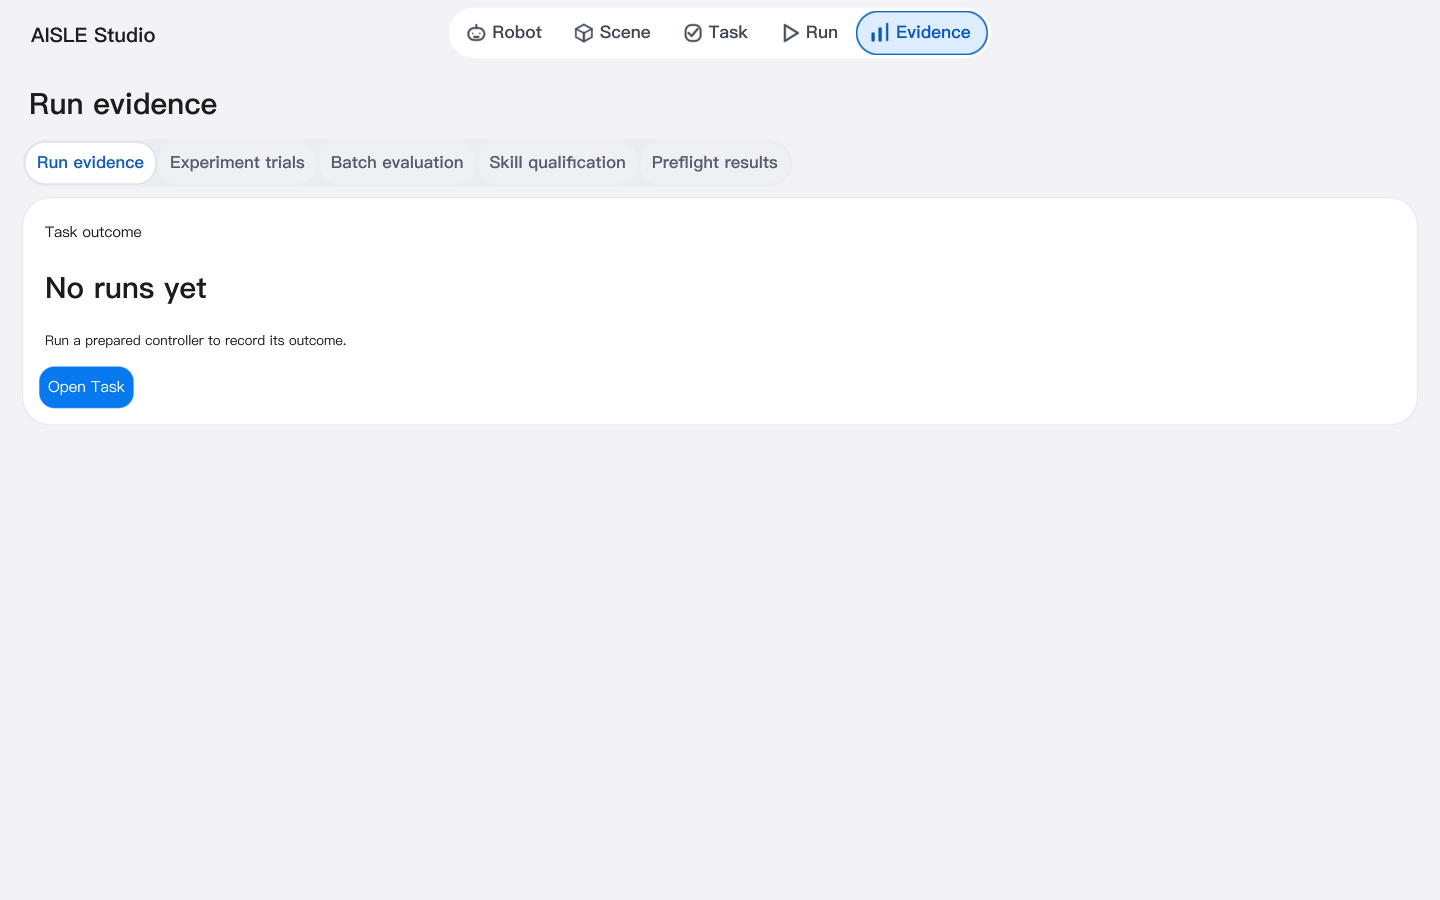 AISLE Studio
Robot
Scene
Task
Run
Evidence
Run evidence
Run evidence
Experiment trials
Batch evaluation
Skill qualification
Preflight results
Task outcome
No runs yet
Run a prepared controller to record its outcome.
Open Task